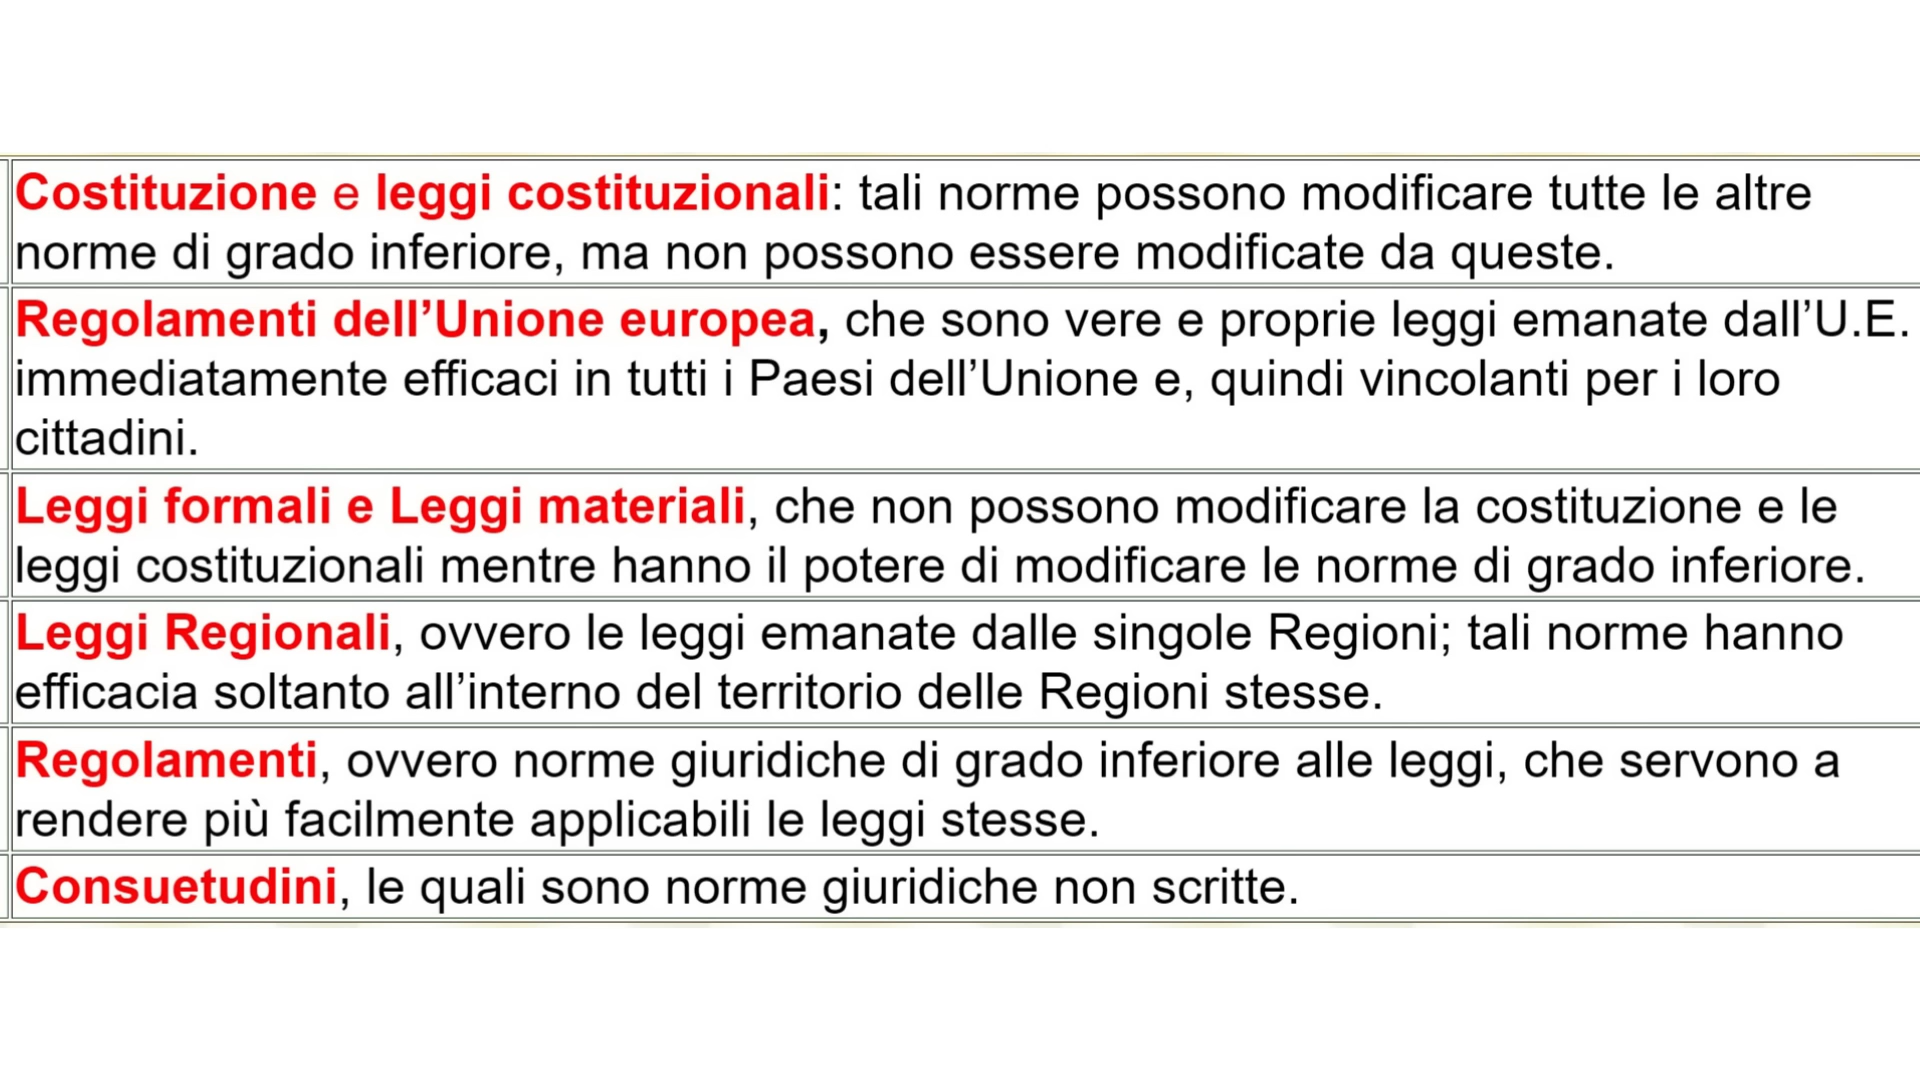 Costituzione e leggi costituzionali: tali norme possono modificare tutte le altre
norme di grado inferiore, ma non possono essere modificate da queste.
Regolamenti dell’Unione europea, che sono vere e proprie leggi emanate dall’U.E.
immediatamente efficaci in tutti i Paesi dell’Unione e, quindi vincolanti per i loro
cittadini.
Leggi formali e Leggi materiali, che non possono modificare la costituzione e le
leggi costituzionali mentre hanno il potere di modificare le norme di grado inferiore.
Leggi Regionali, ovvero le leggi emanate dalle singole Regioni; tali norme hanno
efficacia soltanto all’interno del territorio delle Regioni stesse.
Regolamenti, ovvero norme giuridiche di grado inferiore alle leggi, che servono a
rendere più facilmente applicabili le leggi stesse.
Consuetudini, le quali sono norme giuridiche non scritte.